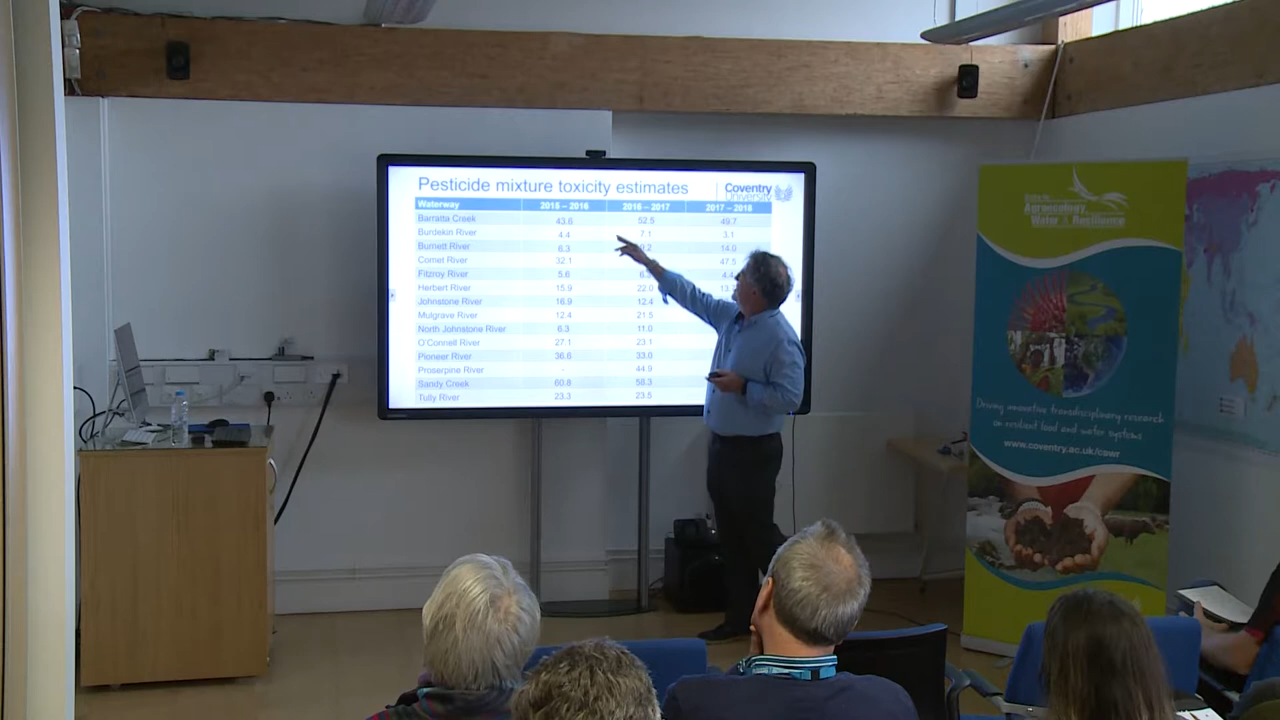 Pesticide mixture toxicity estimates
Coventry
University
Waterway 2015 – 2016 2016 – 2017 2017 – 2018
Barratta Creek 43.6 52.5 49.7
Burdekin River 4.4 7.1 3.1
Burnett River 6.3 14.0
Comet River 32.1 47.5
Fitzroy River 5.6
Herbert River 15.9 22.0
Johnstone River 16.9 12.4
Mulgrave River 12.4 21.5
North Johnstone River 6.3 11.0
O'Connell River 27.1 23.1
Pioneer River 36.6 33.0
Proserpine River - 44.9
Sandy Creek 60.8 58.3
Tully River 23.3 23.5
Agroecology,
Water & Resilience
Driving innovative transdisciplinary research
on resilient food and water systems
www.coventry.ac.uk/cawr